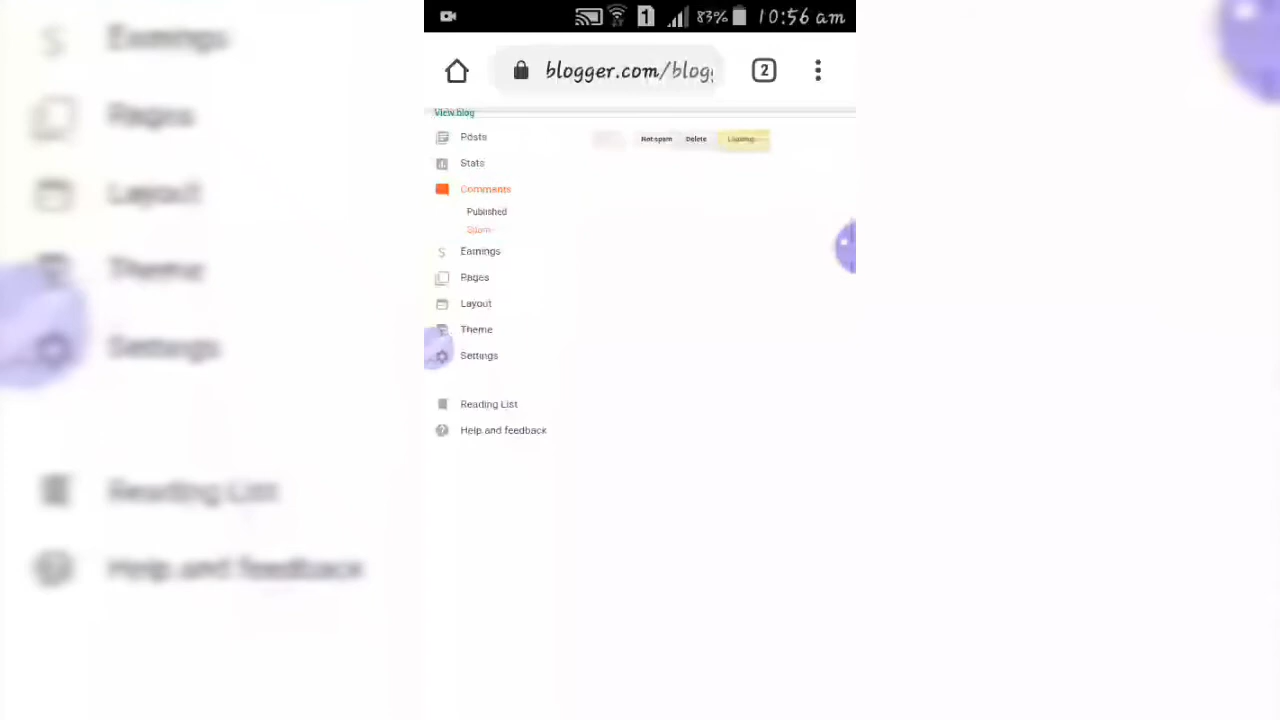 1
83%
10:56 am
blogger.com/blog
2
View blog
Posts
Not spam
Delete
Loading...
Stats
Comments
Published
Spam
Earnings
Pages
Layout
Theme
Settings
Reading List
Help and feedback
Earnings
Pages
Layout
Theme
Settings
Reading List
Help and feedback